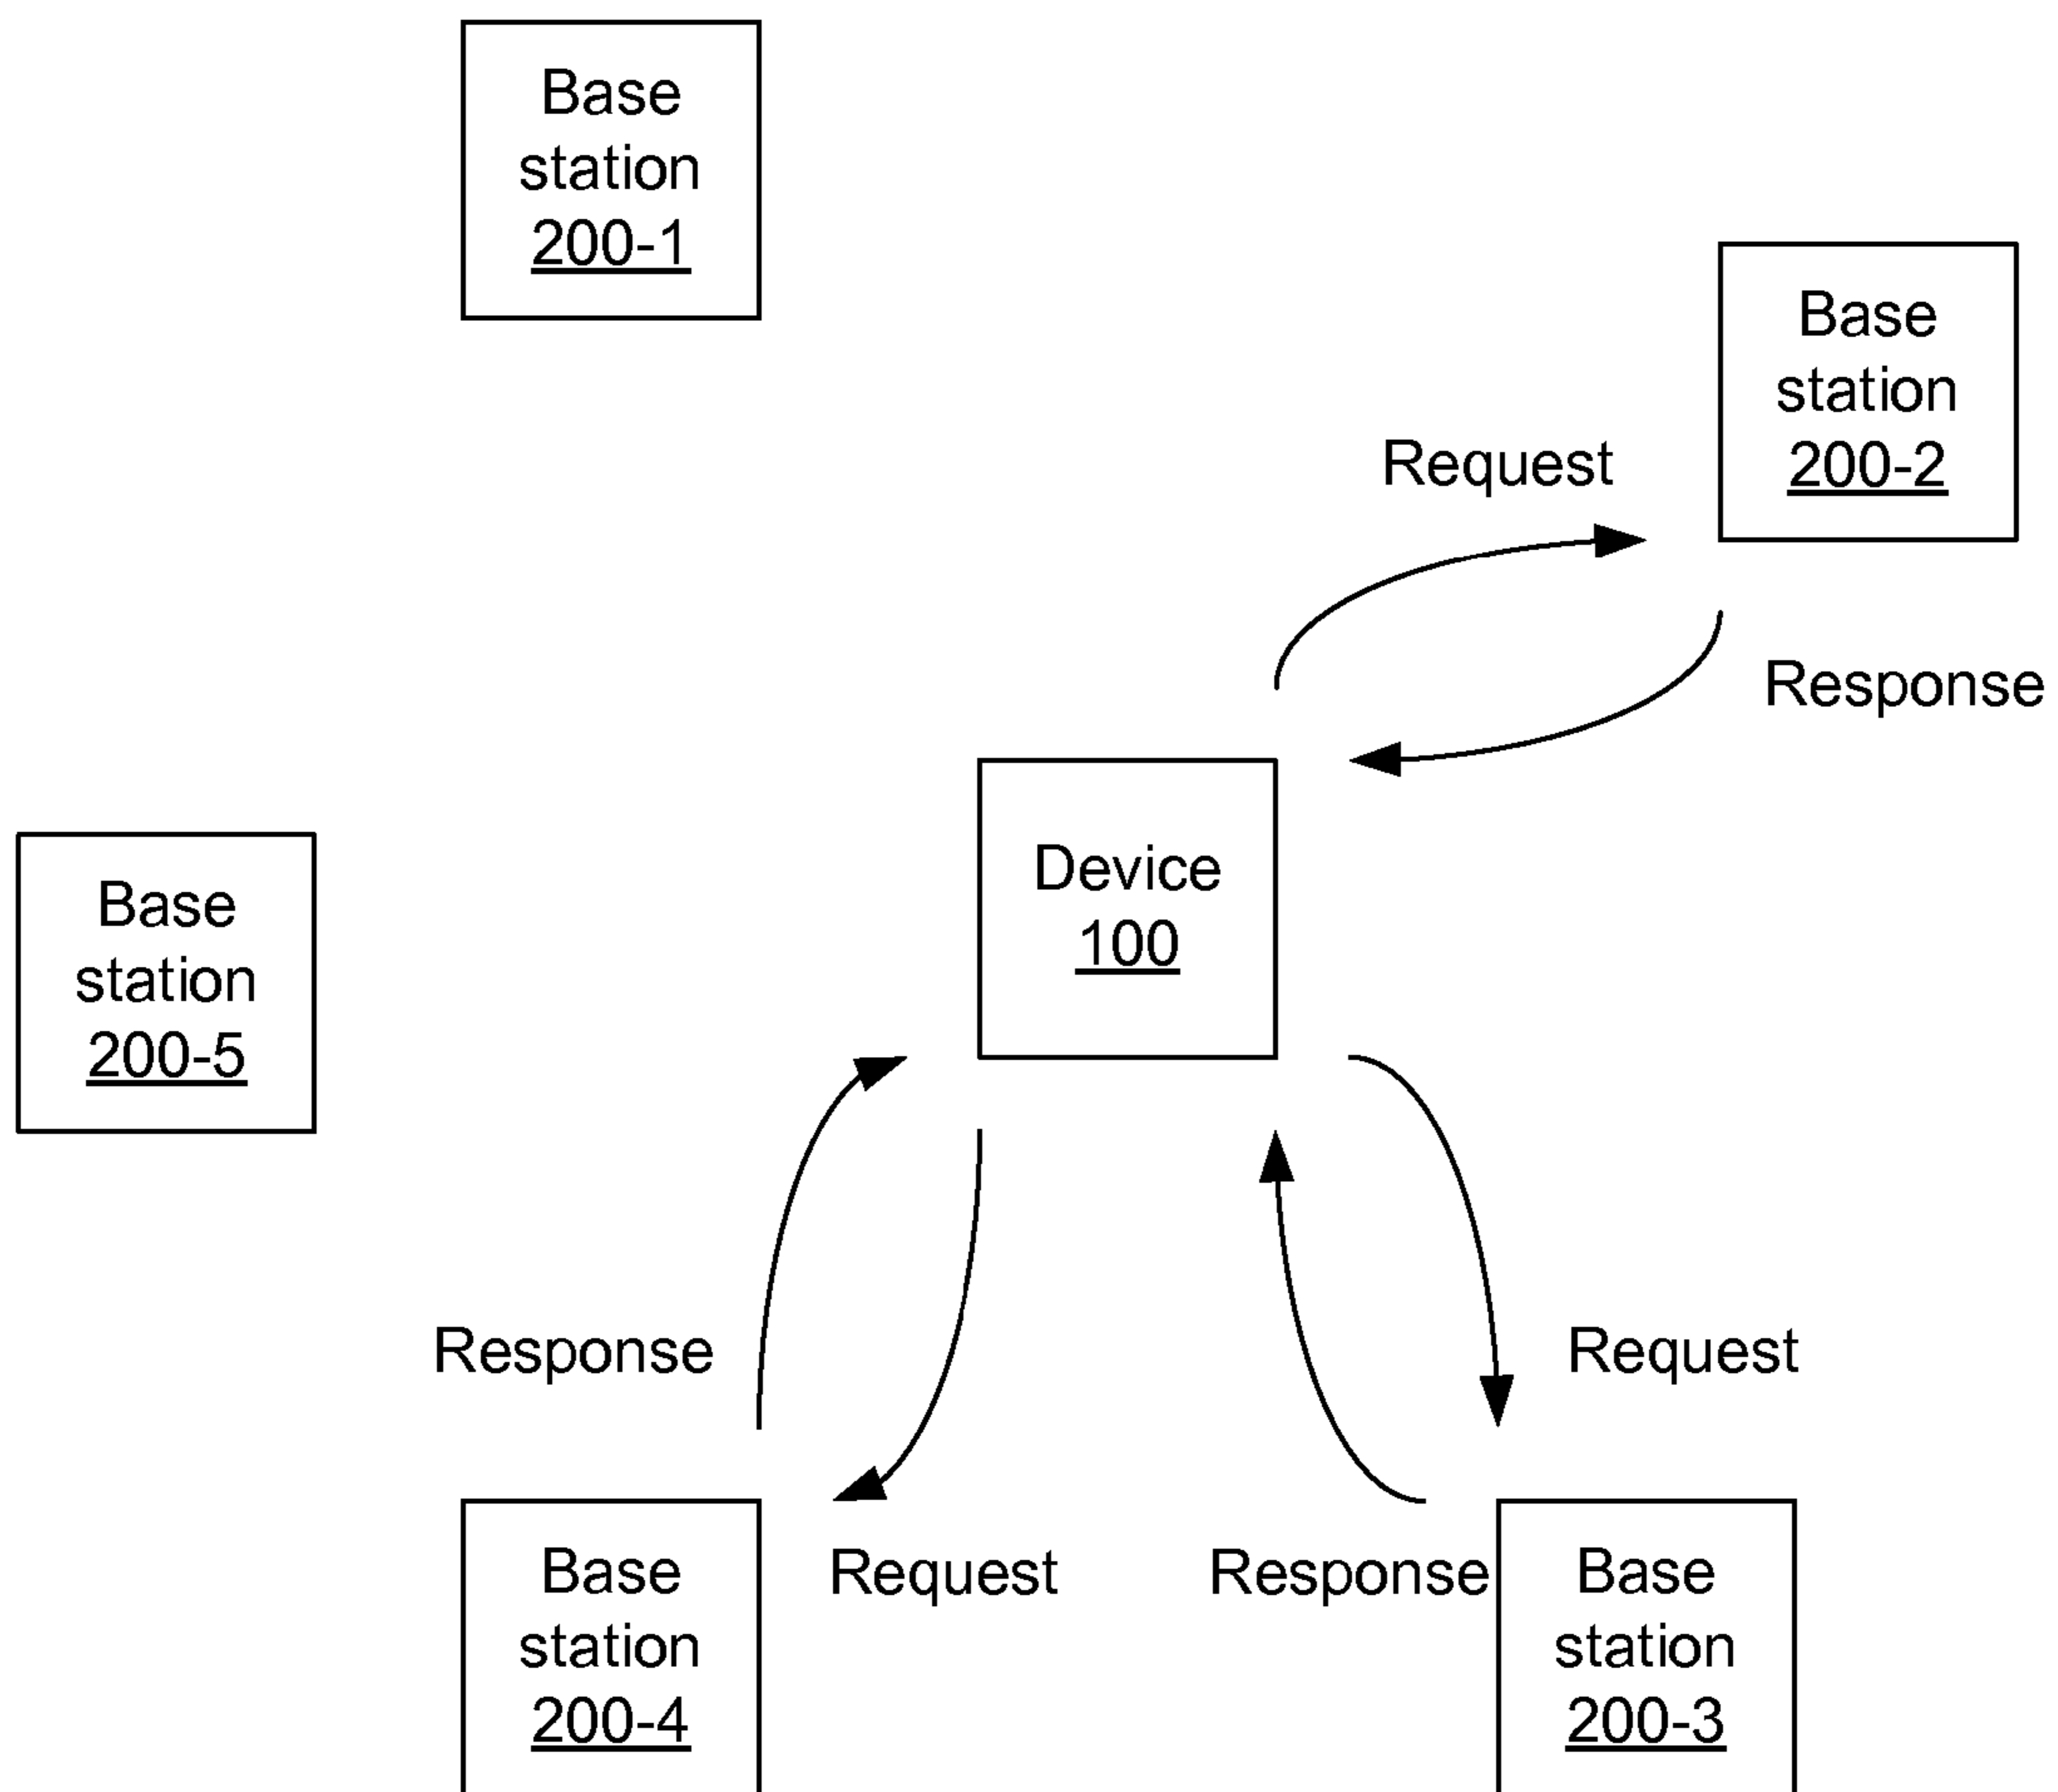 Base
station
200-1
Base
station
200-2
Request
Response
Device
100
Base
station
200-5
Response
Request
Base
station
200-4
Request
Response
Base
station
200-3